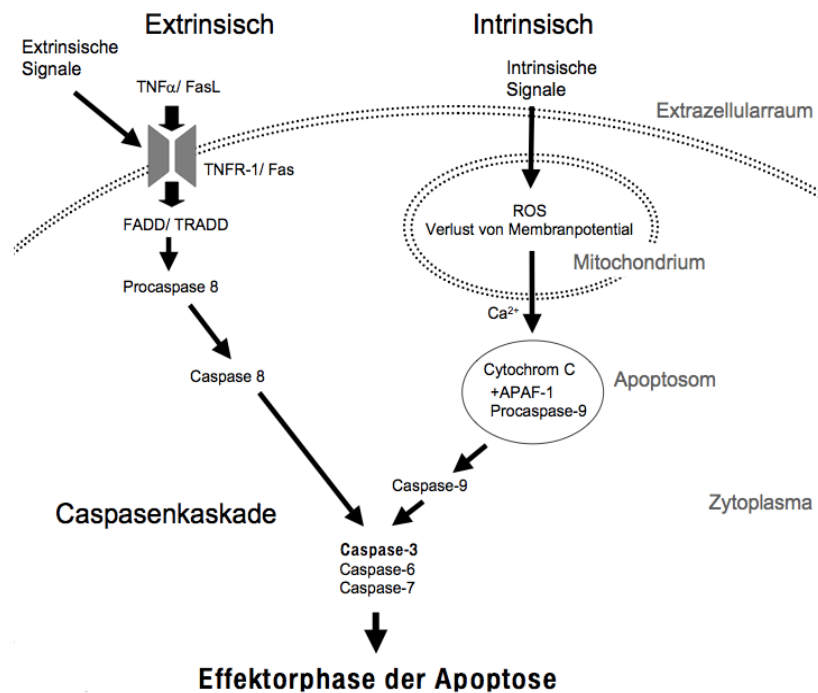 Extrinsisch
Intrinsisch
Extrinsische
Signale
TNFα/ FasL
Intrinsische
Signale
Extrazellularraum
TNFR-1/ Fas
FADD/ TRADD
ROS
Verlust von Membranpotential
Mitochondrium
Procaspase 8
Ca²⁺
Caspase 8
Cytochrom C
+APAF-1
Procaspase-9
Apoptosom
Caspase-9
Zytoplasma
Caspasenkaskade
Caspase-3
Caspase-6
Caspase-7
Effektorphase der Apoptose